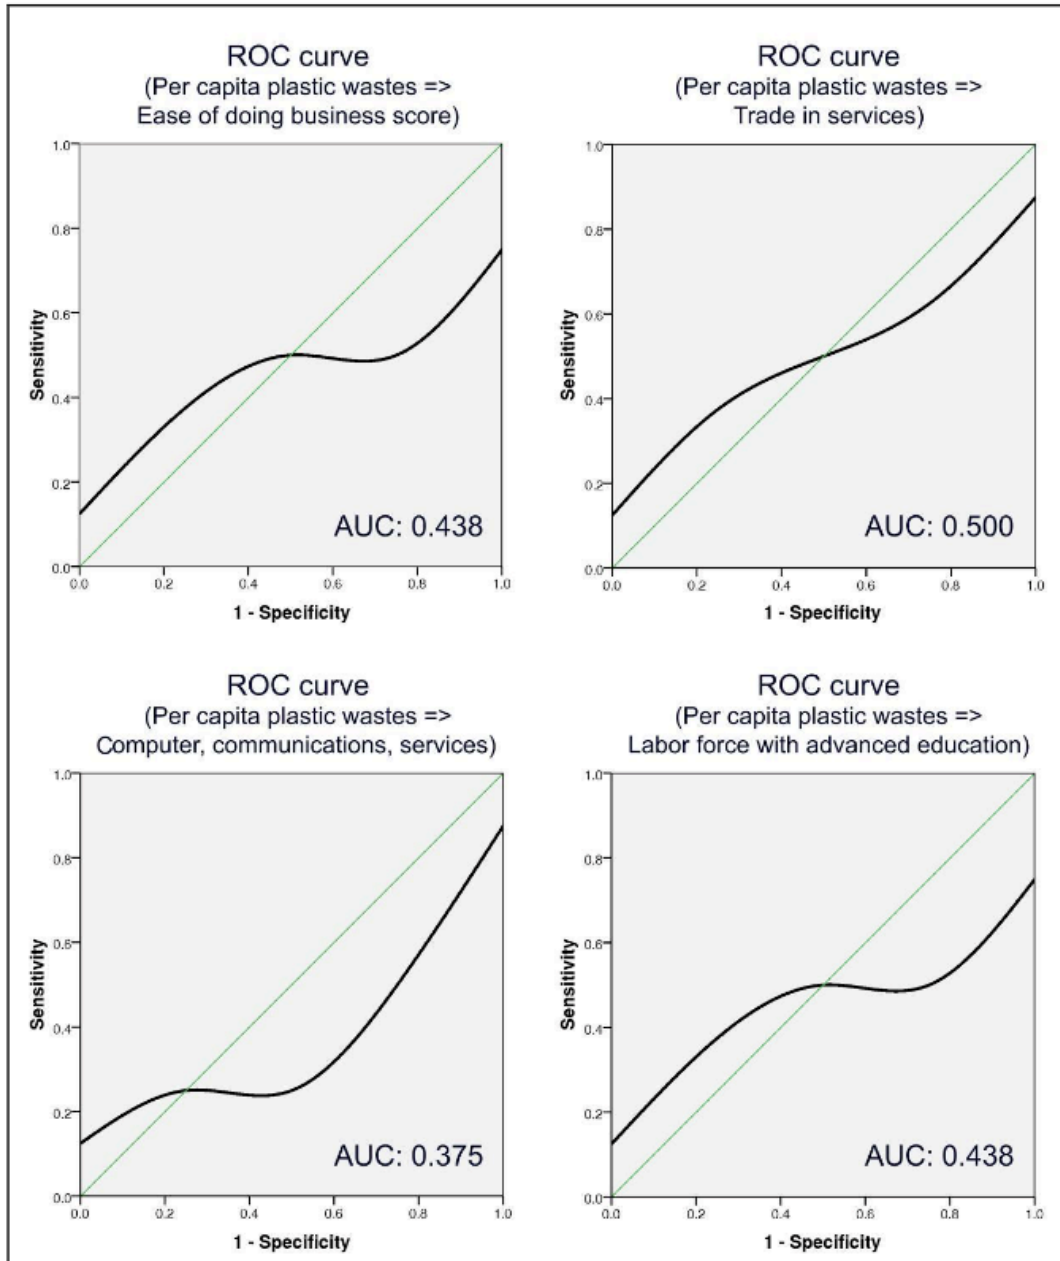 ROC curve
(Per capita plastic wastes =>
Ease of doing business score)
1.0
0.8
0.6
0.4
0.2
0.0
Sensitivity
AUC: 0.438
0.0 0.2 0.4 0.6 0.8 1.0
1 - Specificity
ROC curve
(Per capita plastic wastes =>
Trade in services)
1.0
0.8
0.6
0.4
0.2
0.0
Sensitivity
AUC: 0.500
0.0 0.2 0.4 0.6 0.8 1.0
1 - Specificity
ROC curve
(Per capita plastic wastes =>
Computer, communications, services)
1.0
0.8
0.6
0.4
0.2
0.0
Sensitivity
AUC: 0.375
0.0 0.2 0.4 0.6 0.8 1.0
1 - Specificity
ROC curve
(Per capita plastic wastes =>
Labor force with advanced education)
1.0
0.8
0.6
0.4
0.2
0.0
Sensitivity
AUC: 0.438
0.0 0.2 0.4 0.6 0.8 1.0
1 - Specificity